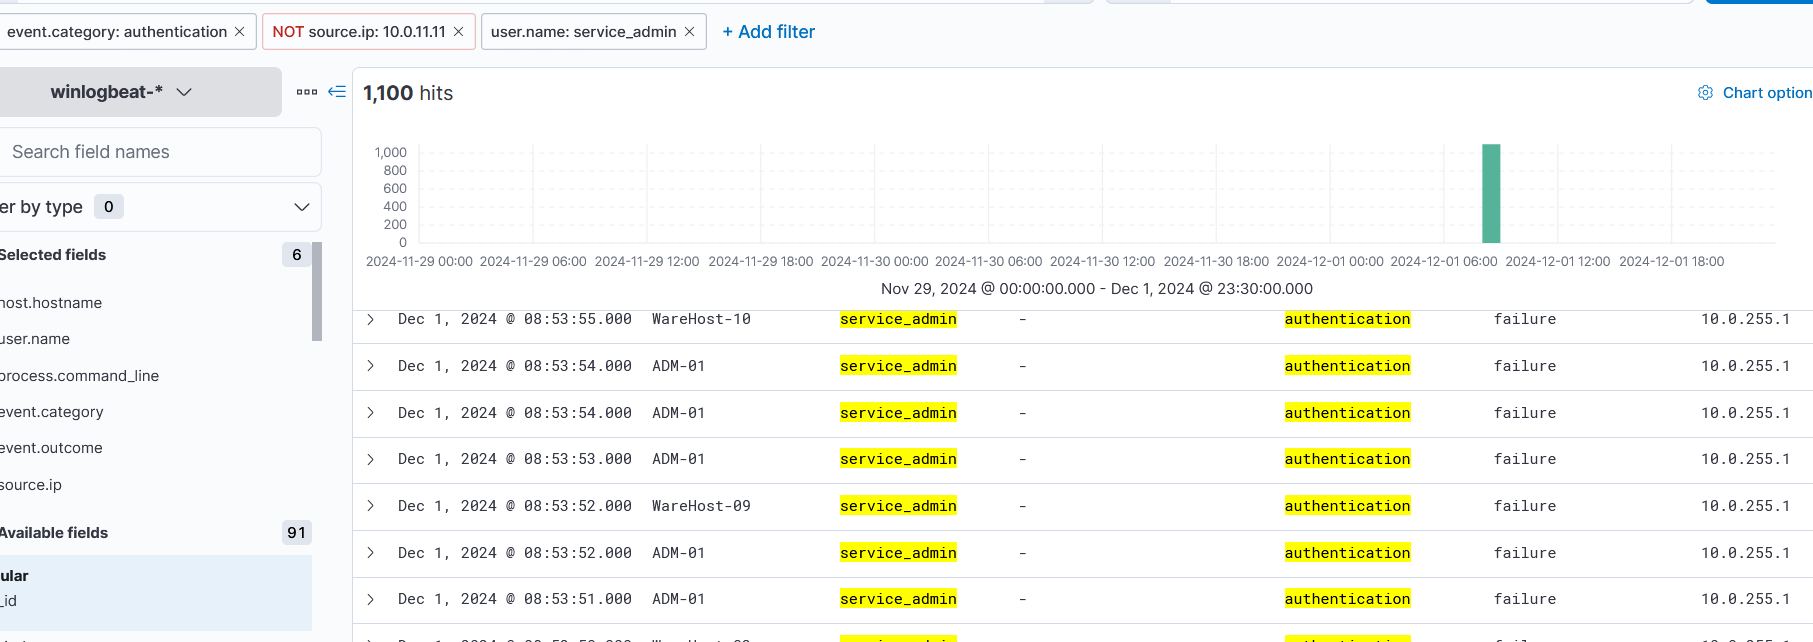 event.category: authentication × NOT source.ip: 10.0.11.11 × user.name: service_admin × + Add filter
winlogbeat-*
1,100 hits
Chart option
Search field names
er by type 0
1,000
800
600
400
200
0
2024-11-29 00:00 2024-11-29 06:00 2024-11-29 12:00 2024-11-29 18:00 2024-11-30 00:00 2024-11-30 06:00 2024-11-30 12:00 2024-11-30 18:00 2024-12-01 00:00 2024-12-01 06:00 2024-12-01 12:00 2024-12-01 18:00
Nov 29, 2024 @ 00:00:00.000 - Dec 1, 2024 @ 23:30:00.000
Selected fields 6
host.hostname
user.name
process.command_line
event.category
event.outcome
source.ip
Available fields 91
ular
_id
Dec 1, 2024 @ 08:53:55.000 WareHost-10 service_admin - authentication failure 10.0.255.1
Dec 1, 2024 @ 08:53:54.000 ADM-01 service_admin - authentication failure 10.0.255.1
Dec 1, 2024 @ 08:53:54.000 ADM-01 service_admin - authentication failure 10.0.255.1
Dec 1, 2024 @ 08:53:53.000 ADM-01 service_admin - authentication failure 10.0.255.1
Dec 1, 2024 @ 08:53:52.000 WareHost-09 service_admin - authentication failure 10.0.255.1
Dec 1, 2024 @ 08:53:52.000 ADM-01 service_admin - authentication failure 10.0.255.1
Dec 1, 2024 @ 08:53:51.000 ADM-01 service_admin - authentication failure 10.0.255.1